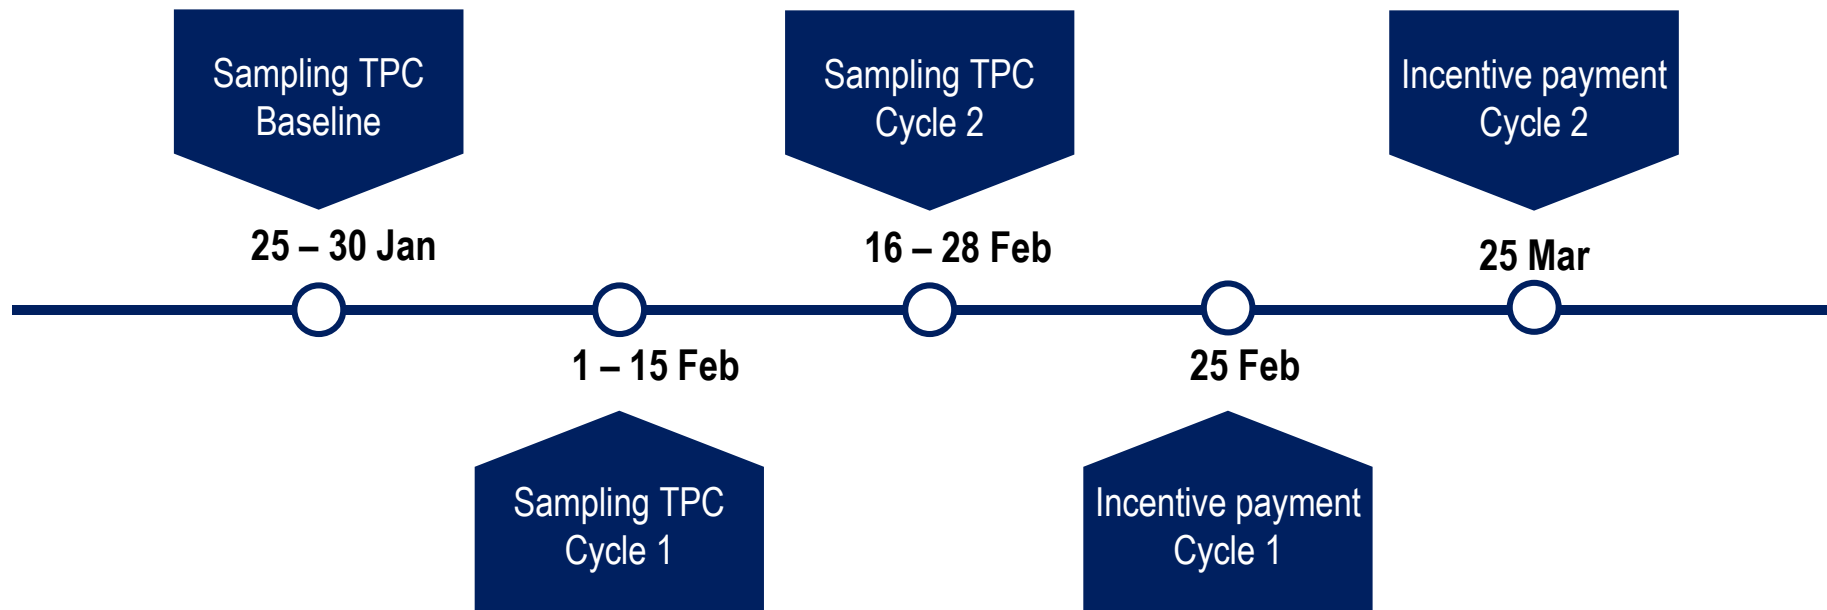 Sampling TPC
Baseline
25 – 30 Jan
Sampling TPC
Cycle 2
16 – 28 Feb
Incentive payment
Cycle 2
25 Mar
1 – 15 Feb
Sampling TPC
Cycle 1
25 Feb
Incentive payment
Cycle 1